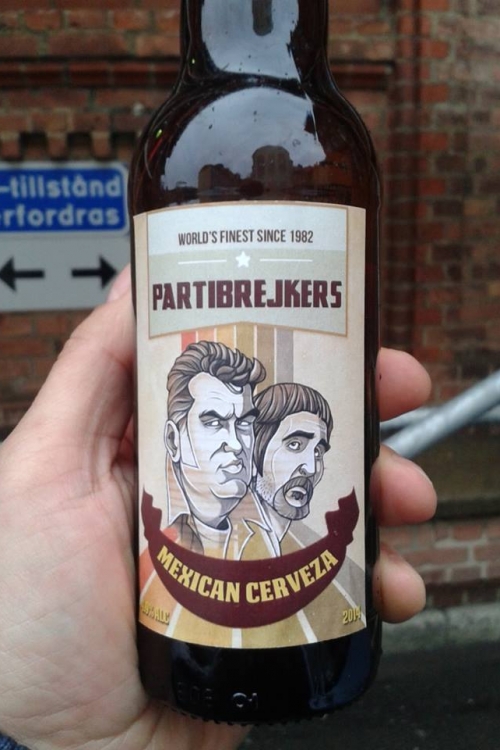 -tillstånd
erfordras
WORLD'S FINEST SINCE 1982
PARTIBREJKERS
MEXICAN CERVEZA
2014